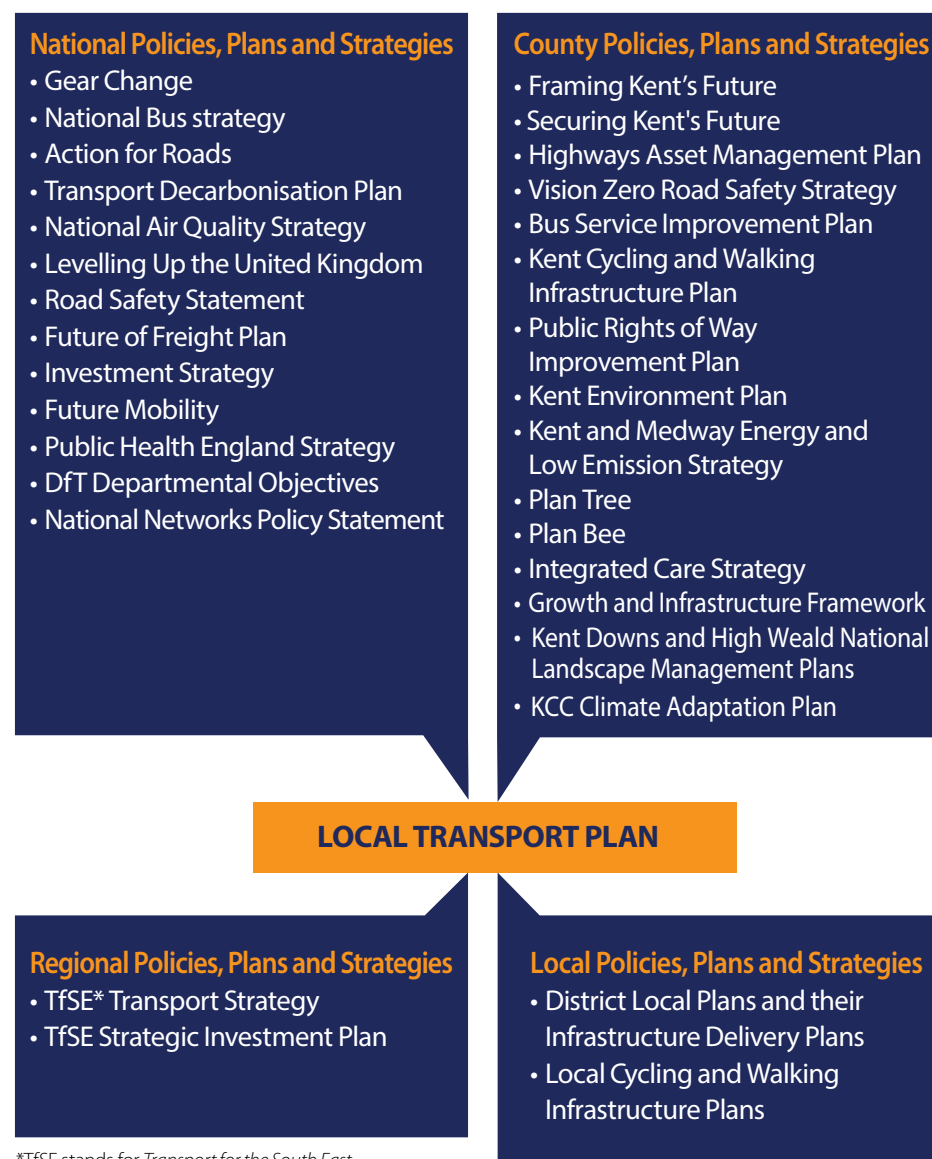 National Policies, Plans and Strategies
• Gear Change
• National Bus strategy
• Action for Roads
• Transport Decarbonisation Plan
• National Air Quality Strategy
• Levelling Up the United Kingdom
• Road Safety Statement
• Future of Freight Plan
• Investment Strategy
• Future Mobility
• Public Health England Strategy
• DfT Departmental Objectives
• National Networks Policy Statement
County Policies, Plans and Strategies
• Framing Kent’s Future
• Securing Kent's Future
• Highways Asset Management Plan
• Vision Zero Road Safety Strategy
• Bus Service Improvement Plan
• Kent Cycling and Walking
Infrastructure Plan
• Public Rights of Way
Improvement Plan
• Kent Environment Plan
• Kent and Medway Energy and
Low Emission Strategy
• Plan Tree
• Plan Bee
• Integrated Care Strategy
• Growth and Infrastructure Framework
• Kent Downs and High Weald National
Landscape Management Plans
• KCC Climate Adaptation Plan
LOCAL TRANSPORT PLAN
Regional Policies, Plans and Strategies
• TfSE* Transport Strategy
• TfSE Strategic Investment Plan
Local Policies, Plans and Strategies
• District Local Plans and their
Infrastructure Delivery Plans
• Local Cycling and Walking
Infrastructure Plans
*TfSE stands for Transport for the South East